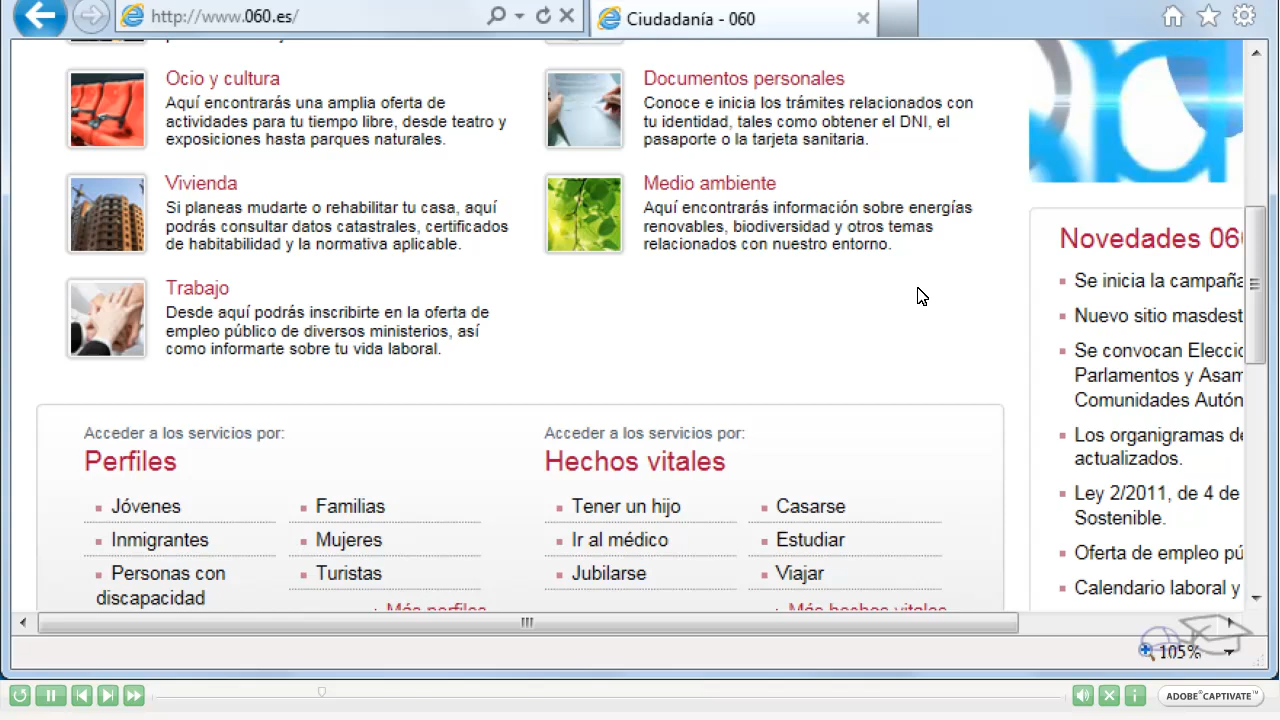 http://www.060.es/
Ciudadanía - 060
Ocio y cultura
Aquí encontrarás una amplia oferta de
actividades para tu tiempo libre, desde teatro y
exposiciones hasta parques naturales.
Documentos personales
Conoce e inicia los trámites relacionados con
tu identidad, tales como obtener el DNI, el
pasaporte o la tarjeta sanitaria.
Vivienda
Si planeas mudarte o rehabilitar tu casa, aquí
podrás consultar datos catastrales, certificados
de habitabilidad y la normativa aplicable.
Medio ambiente
Aquí encontrarás información sobre energías
renovables, biodiversidad y otros temas
relacionados con nuestro entorno.
Trabajo
Desde aquí podrás inscribirte en la oferta de
empleo público de diversos ministerios, así
como informarte sobre tu vida laboral.
Acceder a los servicios por:
Perfiles
Jóvenes
Familias
Inmigrantes
Mujeres
Personas con
discapacidad
Turistas
Más perfiles
Acceder a los servicios por:
Hechos vitales
Tener un hijo
Casarse
Ir al médico
Estudiar
Jubilarse
Viajar
Más hechos vitales
Novedades 06
Se inicia la campaña
Nuevo sitio masdest
Se convocan Elecc
Parlamentos y Asam
Comunidades Autón
Los organigramas de
actualizados.
Ley 2/2011, de 4 de
Sostenible.
Oferta de empleo pú
Calendario laboral y
105%
ADOBE® CAPTIVATE™